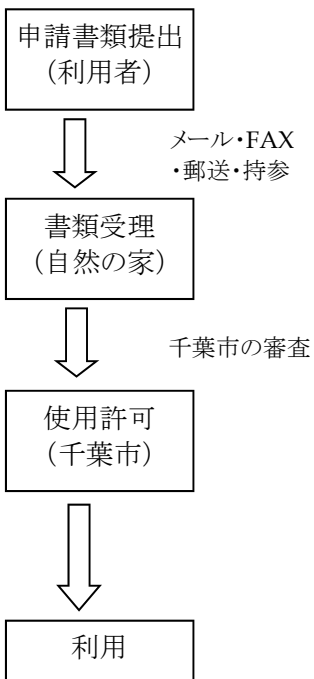 申請書類提出
（利用者）
メール・FAX
・郵送・持参
書類受理
（自然の家）
千葉市の審査
使用許可
（千葉市）
利用